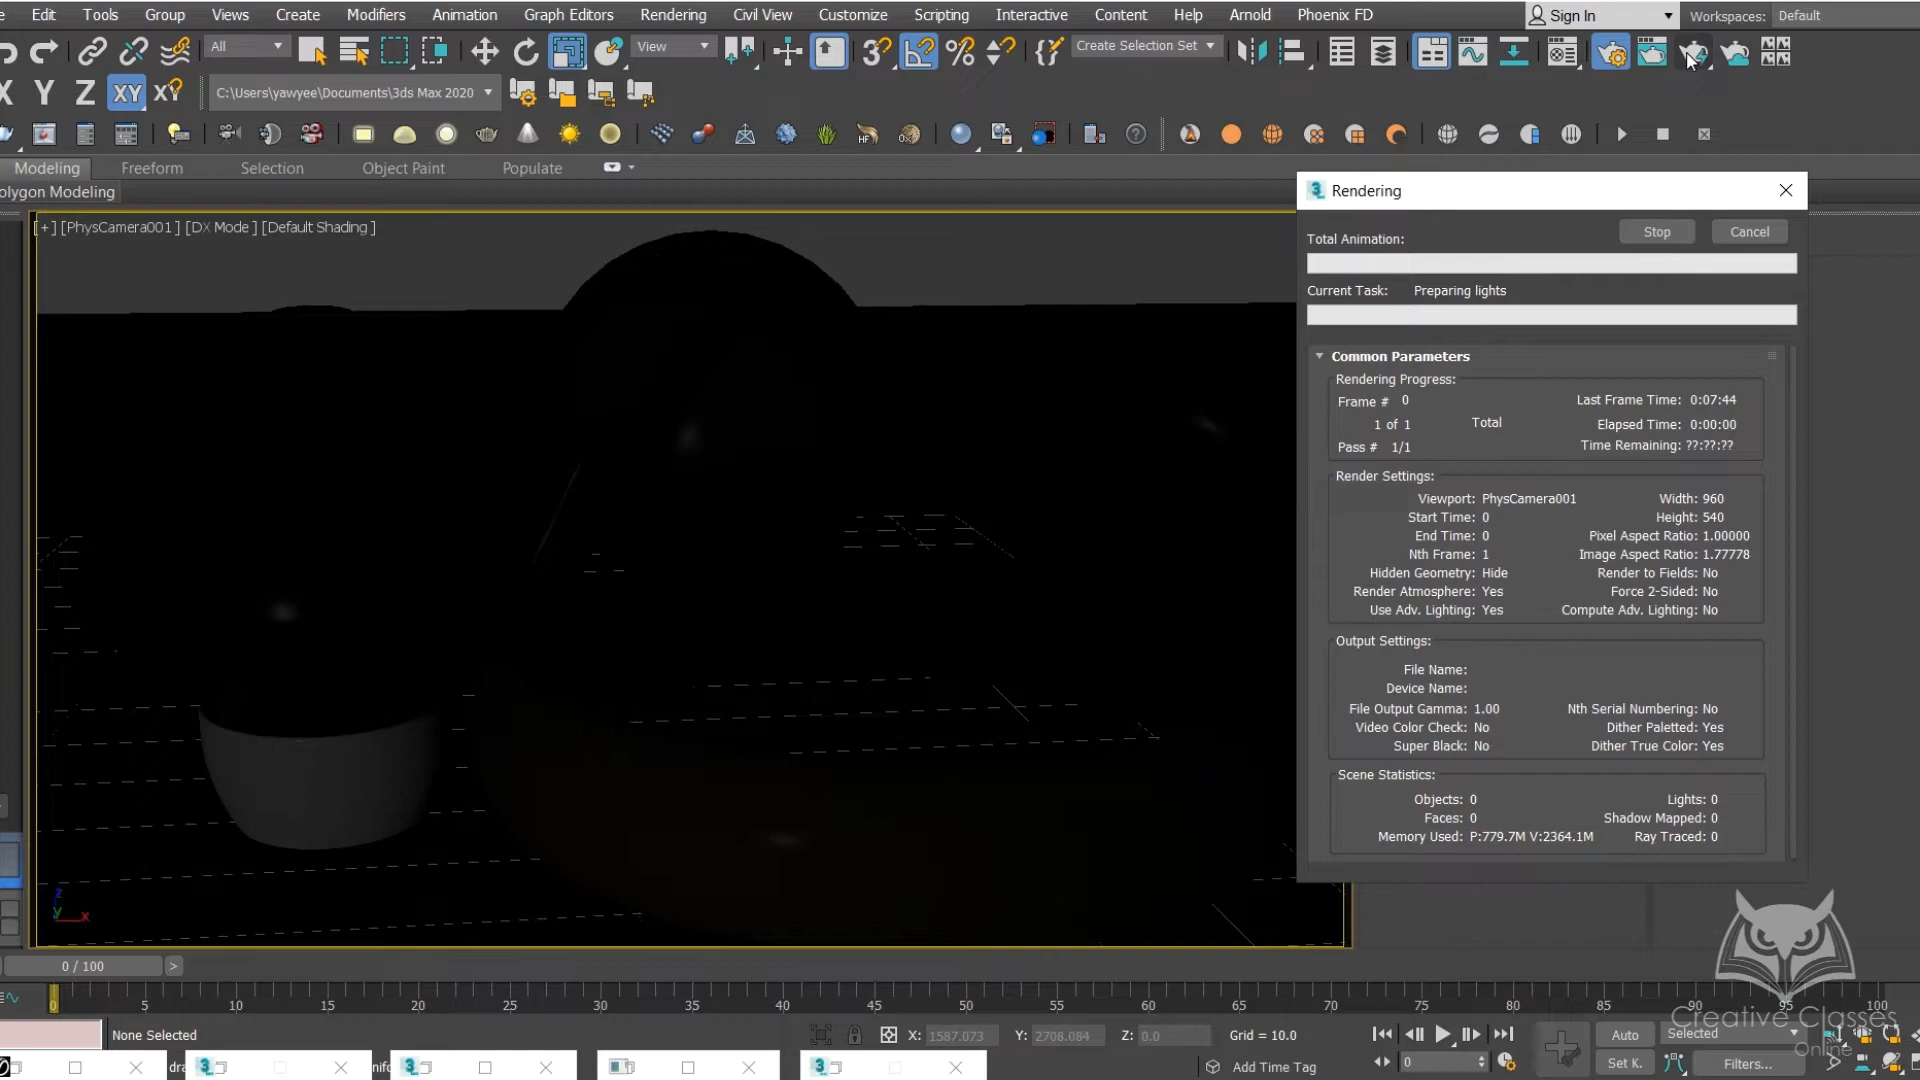 Edit Tools Group Views Create Modifiers Animation Graph Editors Rendering Civil View Customize Scripting Interactive Content Help Arnold Phoenix FD Sign In Workspaces: Default
All View Create Selection Set
X Y Z XY XY C:\Users\yawyee\Documents\3ds Max 2020
Modeling Freeform Selection Object Paint Populate
olygon Modeling
Rendering
[+] [PhysCamera001] [DX Mode] [Default Shading]
Total Animation:
Stop Cancel
Current Task: Preparing lights
Common Parameters
Rendering Progress:
Frame # 0 Last Frame Time: 0:07:44
1 of 1 Total Elapsed Time: 0:00:00
Pass # 1/1 Time Remaining: ??:??:??
Render Settings:
Viewport: PhysCamera001 Width: 960
Start Time: 0 Height: 540
End Time: 0 Pixel Aspect Ratio: 1.00000
Nth Frame: 1 Image Aspect Ratio: 1.77778
Hidden Geometry: Hide Render to Fields: No
Render Atmosphere: Yes Force 2-Sided: No
Use Adv. Lighting: Yes Compute Adv. Lighting: No
Output Settings:
File Name:
Device Name:
File Output Gamma: 1.00 Nth Serial Numbering: No
Video Color Check: No Dither Paletted: Yes
Super Black: No Dither True Color: Yes
Scene Statistics:
Objects: 0 Lights: 0
Faces: 0 Shadow Mapped: 0
Memory Used: P:779.7M V:2364.1M Ray Traced: 0
z
y x
0 / 100 >
0 5 10 15 20 25 30 35 40 45 50 55 60 65 70 75 80 85 90 95 100
Creative Classes
Online
None Selected X: 1587.073 Y: 2708.084 Z: 0.0 Grid = 10.0 Auto Selected
Add Time Tag 0 Set K. Filters...